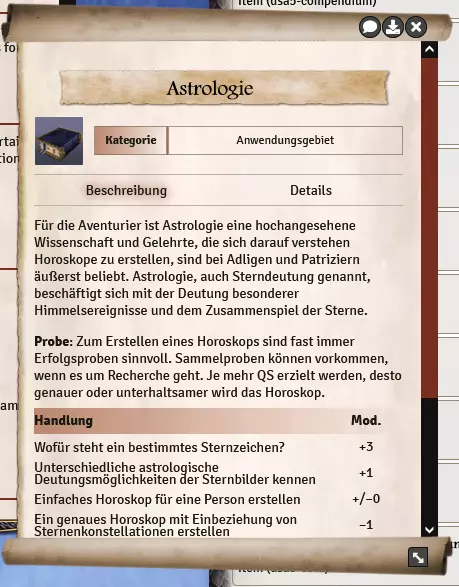 Item (dsa5-compendium)
Astrologie
Kategorie Anwendungsgebiet
Beschreibung Details
Für die Aventurier ist Astrologie eine hochangesehene
Wissenschaft und Gelehrte, die sich darauf verstehen
Horoskope zu erstellen, sind bei Adligen und Patriziern
äußerst beliebt. Astrologie, auch Sterndeutung genannt,
beschäftigt sich mit der Deutung besonderer
Himmelsereignisse und dem Zusammenspiel der Sterne.
Probe: Zum Erstellen eines Horoskops sind fast immer
Erfolgsproben sinnvoll. Sammelproben können vorkommen,
wenn es um Recherche geht. Je mehr QS erzielt werden, desto
genauer oder unterhaltsamer wird das Horoskop.
Handlung Mod.
Wofür steht ein bestimmtes Sternzeichen? +3
Unterschiedliche astrologische
Deutungsmöglichkeiten der Sternbilder kennen +1
Einfaches Horoskop für eine Person erstellen +/–0
Ein genaues Horoskop mit Einbeziehung von
Sternenkonstellationen erstellen –1